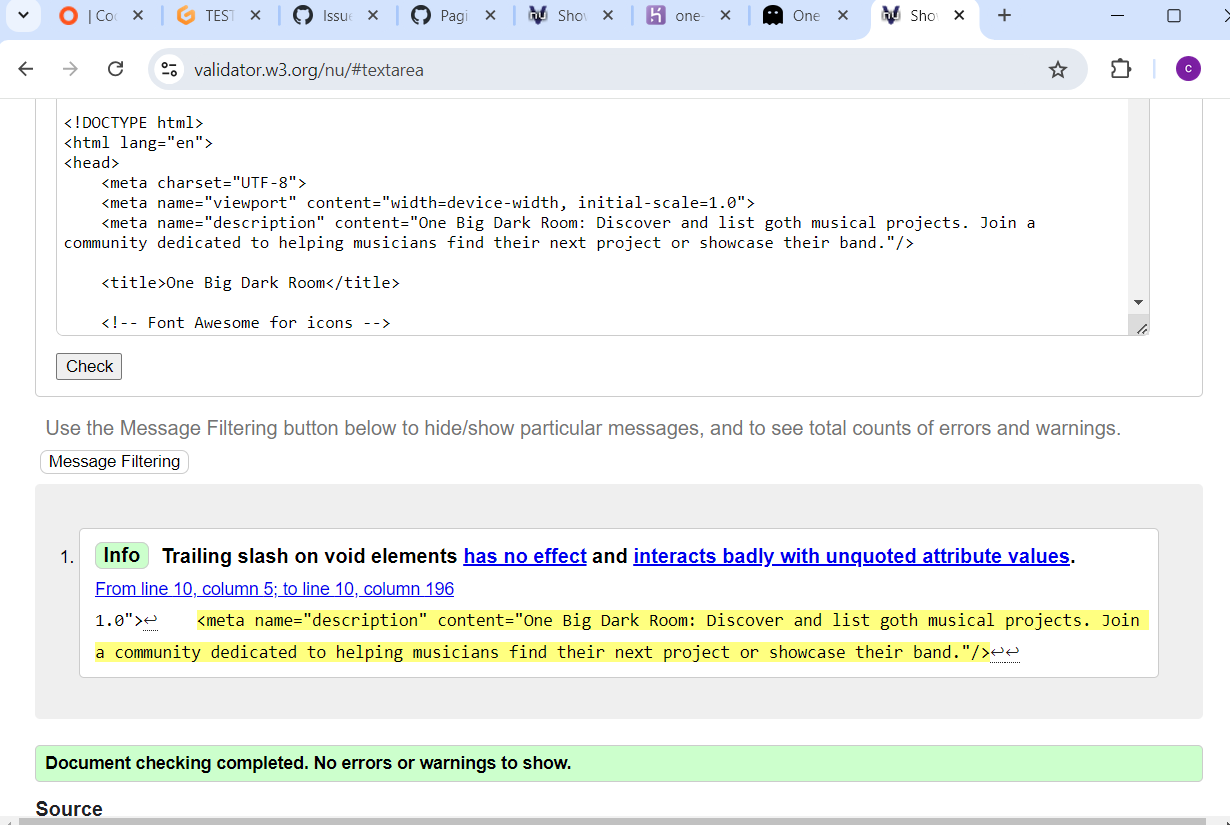 | Co
TEST
Issue
Pagi
Sho
one-
One
Sho
validator.w3.org/nu/#textarea
C
<!DOCTYPE html>
<html lang="en">
<head>
    <meta charset="UTF-8">
    <meta name="viewport" content="width=device-width, initial-scale=1.0">
    <meta name="description" content="One Big Dark Room: Discover and list goth musical projects. Join a
community dedicated to helping musicians find their next project or showcase their band."/>
    <title>One Big Dark Room</title>
    <!-- Font Awesome for icons -->
Check
Use the Message Filtering button below to hide/show particular messages, and to see total counts of errors and warnings.
Message Filtering
1. Info Trailing slash on void elements has no effect and interacts badly with unquoted attribute values.
From line 10, column 5; to line 10, column 196
1.0">↩    <meta name="description" content="One Big Dark Room: Discover and list goth musical projects. Join
a community dedicated to helping musicians find their next project or showcase their band."/>↩↩
Document checking completed. No errors or warnings to show.
Source